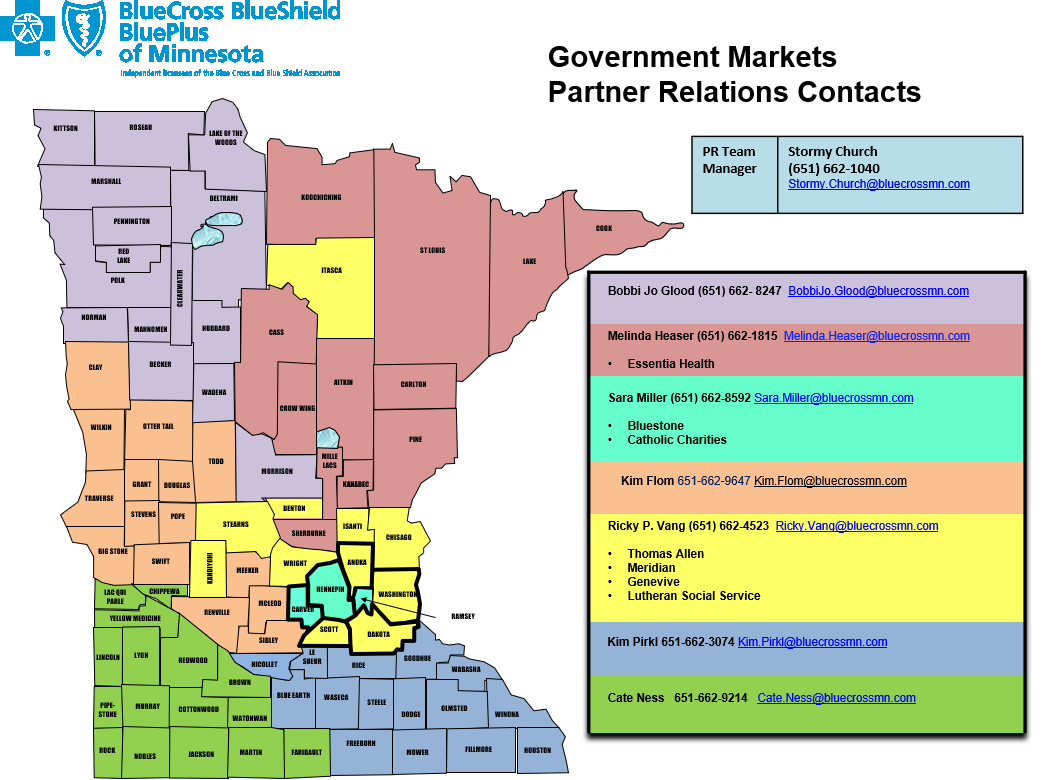 BlueCross BlueShield
BluePlus
of Minnesota
Independent licensees of the Blue Cross and Blue Shield Association
Government Markets
Partner Relations Contacts
PR Team
Manager
Stormy Church
(651) 662-1040
Stormy.Church@bluecrossmn.com
Bobbi Jo Glood (651) 662- 8247 BobbiJo.Glood@bluecrossmn.com
Melinda Heaser (651) 662-1815 Melinda.Heaser@bluecrossmn.com
• Essentia Health
Sara Miller (651) 662-8592 Sara.Miller@bluecrossmn.com
• Bluestone
• Catholic Charities
Kim Flom 651-662-9647 Kim.Flom@bluecrossmn.com
Ricky P. Vang (651) 662-4523 Ricky.Vang@bluecrossmn.com
• Thomas Allen
• Meridian
• Genevive
• Lutheran Social Service
Kim Pirkl 651-662-3074 Kim.Pirkl@bluecrossmn.com
Cate Ness 651-662-9214 Cate.Ness@bluecrossmn.com
KITTSON
ROSEAU
LAKE OF THE
WOODS
MARSHALL
BELTRAMI
KOOCHICHING
PENNINGTON
RED
LAKE
POLK
CLEARWATER
ITASCA
ST LOUIS
LAKE
COOK
NORMAN
MAHNOMEN
HUBBARD
CASS
CLAY
BECKER
WADENA
AITKIN
CARLTON
CROW WING
WILKIN
OTTER TAIL
TODD
MORRISON
MILLE
LACS
KANABEC
PINE
GRANT
DOUGLAS
TRAVERSE
STEVENS
POPE
STEARNS
BENTON
SHERBURNE
ISANTI
CHISAGO
BIG STONE
SWIFT
KANDIYOHI
MEEKER
WRIGHT
ANOKA
HENNEPIN
WASHINGTON
RAMSEY
LAC QUI
PARLE
CHIPPEWA
RENVILLE
MCLEOD
CARVER
SCOTT
DAKOTA
YELLOW MEDICINE
SIBLEY
LINCOLN
LYON
REDWOOD
NICOLLET
LE
SUEUR
RICE
GOODHUE
WABASHA
BROWN
PIPE-
STONE
MURRAY
COTTONWOOD
WATONWAN
BLUE EARTH
WASECA
STEELE
DODGE
OLMSTED
WINONA
ROCK
NOBLES
JACKSON
MARTIN
FARIBAULT
FREEBORN
MOWER
FILLMORE
HOUSTON